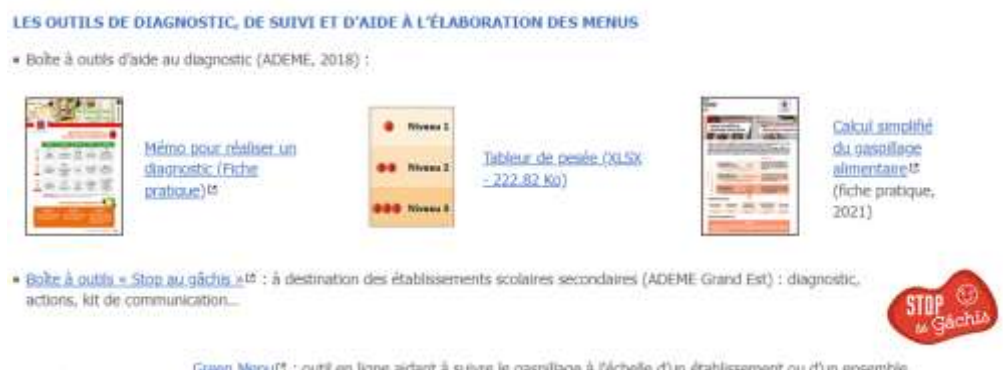 LES OUTILS DE DIAGNOSTIC, DE SUIVI ET D'AIDE À L'ÉLABORATION DES MENUS
• Boîte à outils d'aide au diagnostic (ADEME, 2018) :
Mémo pour réaliser un
diagnostic (Fiche
pratique)
Niveau 1
Niveau 2
Niveau 3
Tableur de pesée (XLSX
- 222.82 Ko)
Calcul simplifié
du gaspillage
alimentaire
(fiche pratique,
2021)
• Boîte à outils « Stop au gâchis » : à destination des établissements scolaires secondaires (ADEME Grand Est) : diagnostic,
actions, kit de communication...
STOP
au Gâchis
Green Menu : outil en ligne aidant à suivre le gaspillage à l'échelle d'un établissement ou d'un ensemble